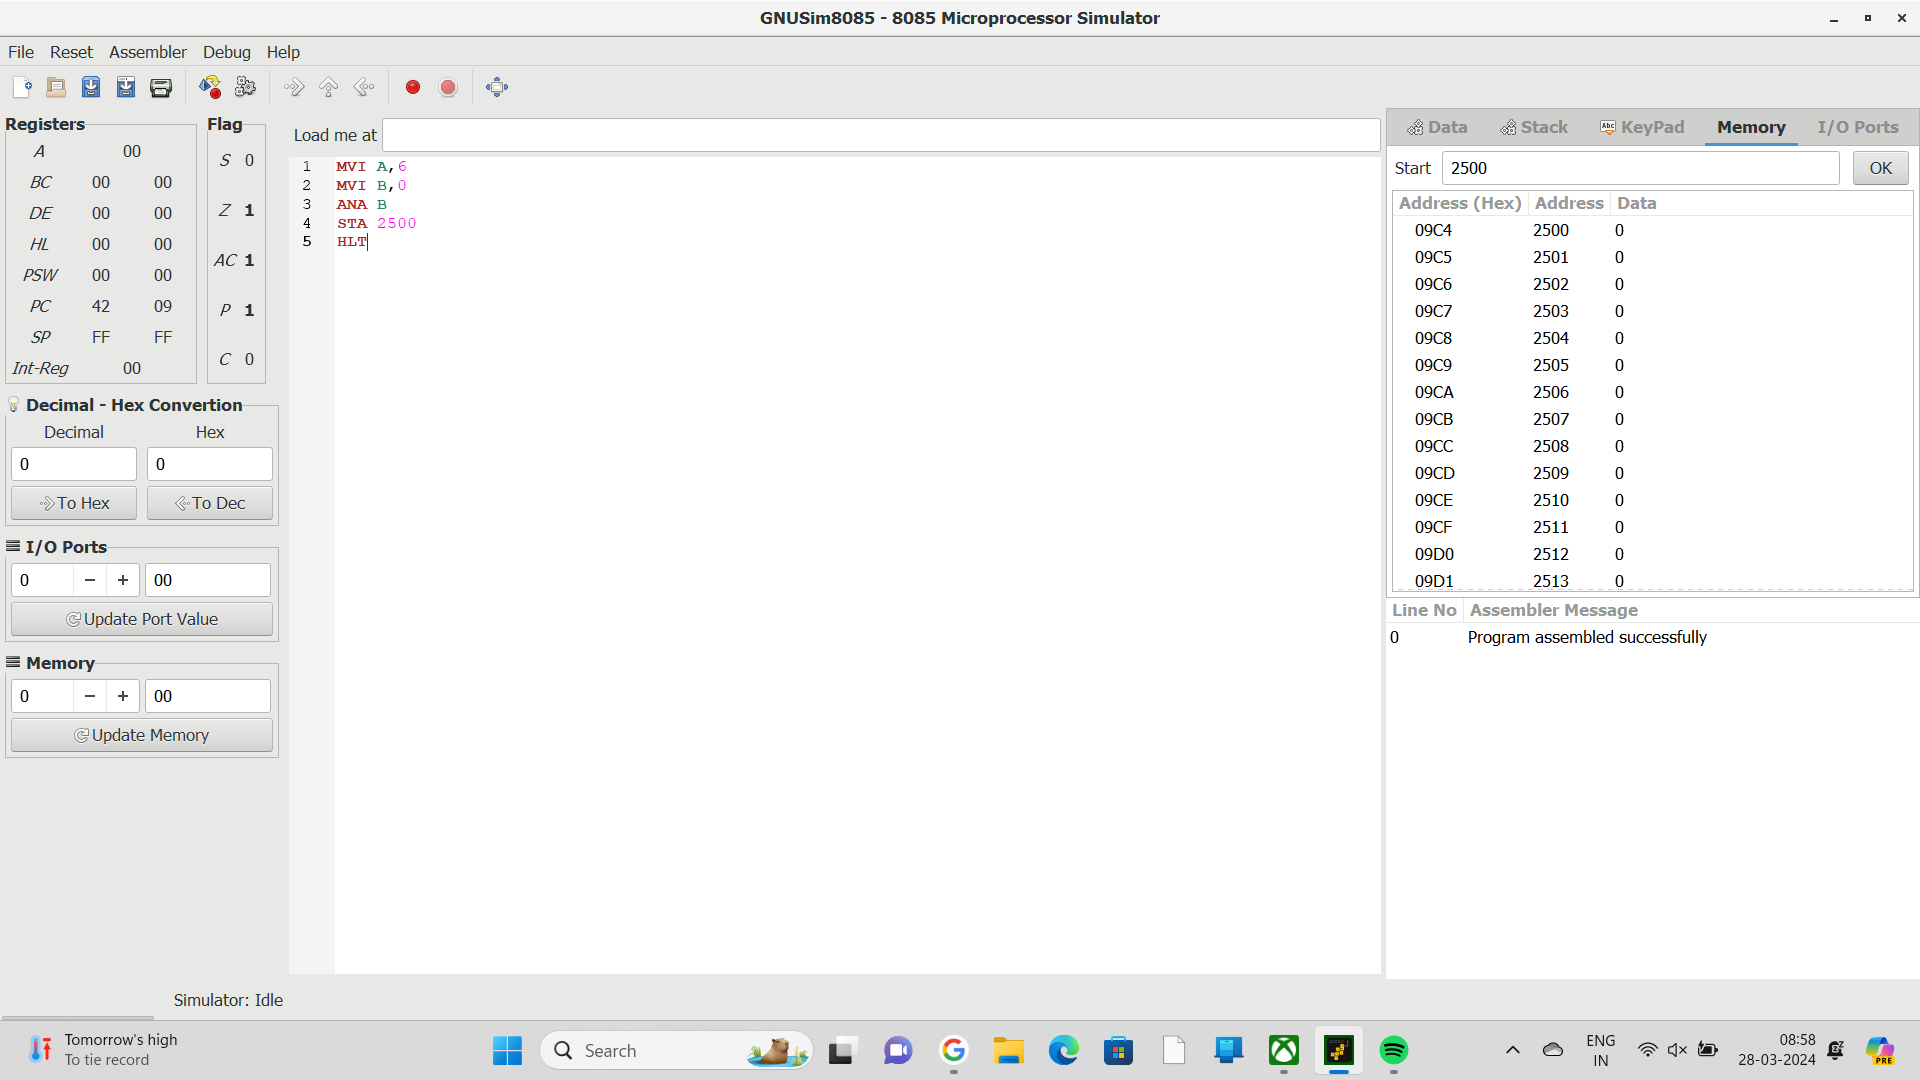 GNUSim8085 - 8085 Microprocessor Simulator
File Reset Assembler Debug Help
Registers
A 00
BC 00 00
DE 00 00
HL 00 00
PSW 00 00
PC 42 09
SP FF FF
Int-Reg 00
Flag
S 0
Z 1
AC 1
P 1
C 0
Decimal - Hex Convertion
Decimal Hex
0 0
To Hex To Dec
I/O Ports
0 − + 00
Update Port Value
Memory
0 − + 00
Update Memory
Load me at
1 MVI A,6
2 MVI B,0
3 ANA B
4 STA 2500
5 HLT
Data Stack Abc KeyPad Memory I/O Ports
Start 2500 OK
Address (Hex) Address Data
09C4 2500 0
09C5 2501 0
09C6 2502 0
09C7 2503 0
09C8 2504 0
09C9 2505 0
09CA 2506 0
09CB 2507 0
09CC 2508 0
09CD 2509 0
09CE 2510 0
09CF 2511 0
09D0 2512 0
09D1 2513 0
Line No Assembler Message
0 Program assembled successfully
Simulator: Idle
Tomorrow's high
To tie record
Search
ENG
IN
08:58
28-03-2024
PRE